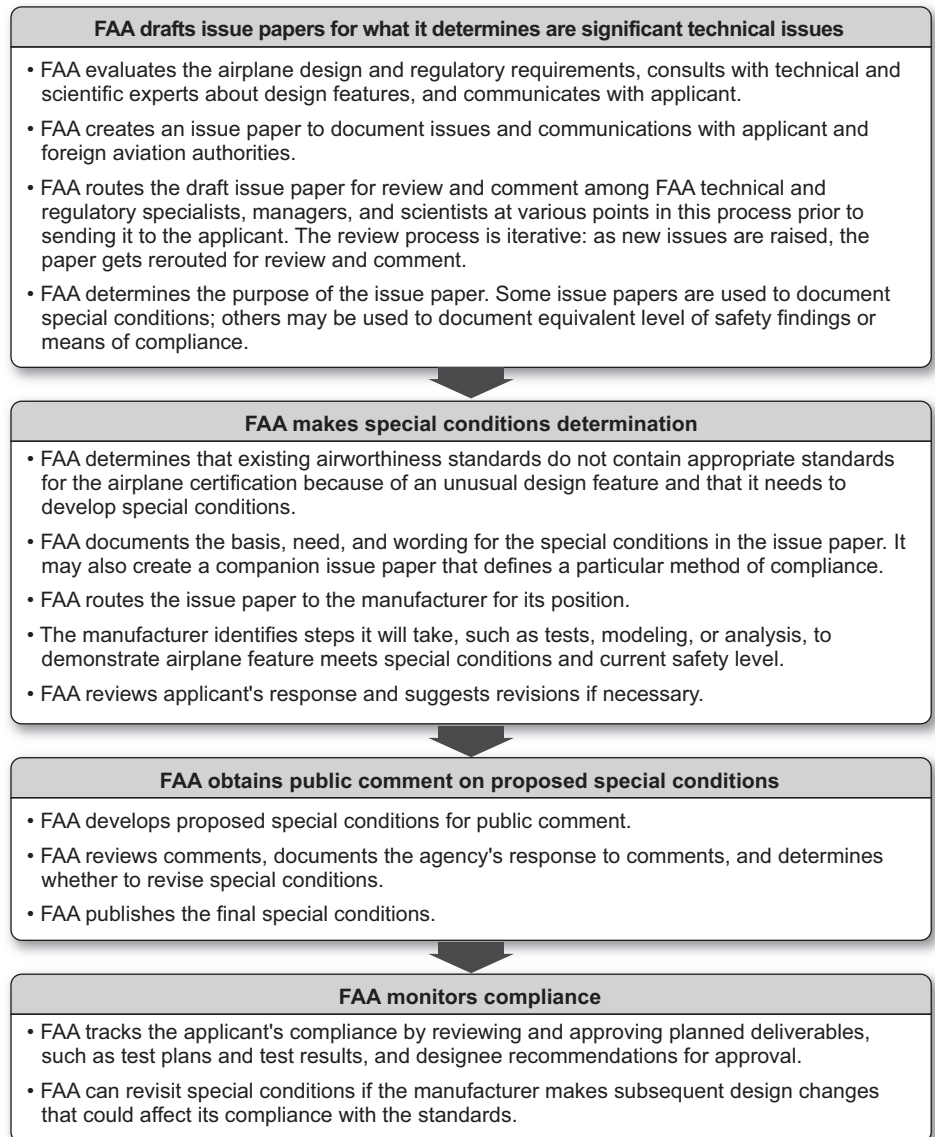 FAA drafts issue papers for what it determines are significant technical issues
• FAA evaluates the airplane design and regulatory requirements, consults with technical and
scientific experts about design features, and communicates with applicant.
• FAA creates an issue paper to document issues and communications with applicant and
foreign aviation authorities.
• FAA routes the draft issue paper for review and comment among FAA technical and
regulatory specialists, managers, and scientists at various points in this process prior to
sending it to the applicant. The review process is iterative: as new issues are raised, the
paper gets rerouted for review and comment.
• FAA determines the purpose of the issue paper. Some issue papers are used to document
special conditions; others may be used to document equivalent level of safety findings or
means of compliance.
FAA makes special conditions determination
• FAA determines that existing airworthiness standards do not contain appropriate standards
for the airplane certification because of an unusual design feature and that it needs to
develop special conditions.
• FAA documents the basis, need, and wording for the special conditions in the issue paper. It
may also create a companion issue paper that defines a particular method of compliance.
• FAA routes the issue paper to the manufacturer for its position.
• The manufacturer identifies steps it will take, such as tests, modeling, or analysis, to
demonstrate airplane feature meets special conditions and current safety level.
• FAA reviews applicant's response and suggests revisions if necessary.
FAA obtains public comment on proposed special conditions
• FAA develops proposed special conditions for public comment.
• FAA reviews comments, documents the agency's response to comments, and determines
whether to revise special conditions.
• FAA publishes the final special conditions.
FAA monitors compliance
• FAA tracks the applicant's compliance by reviewing and approving planned deliverables,
such as test plans and test results, and designee recommendations for approval.
• FAA can revisit special conditions if the manufacturer makes subsequent design changes
that could affect its compliance with the standards.